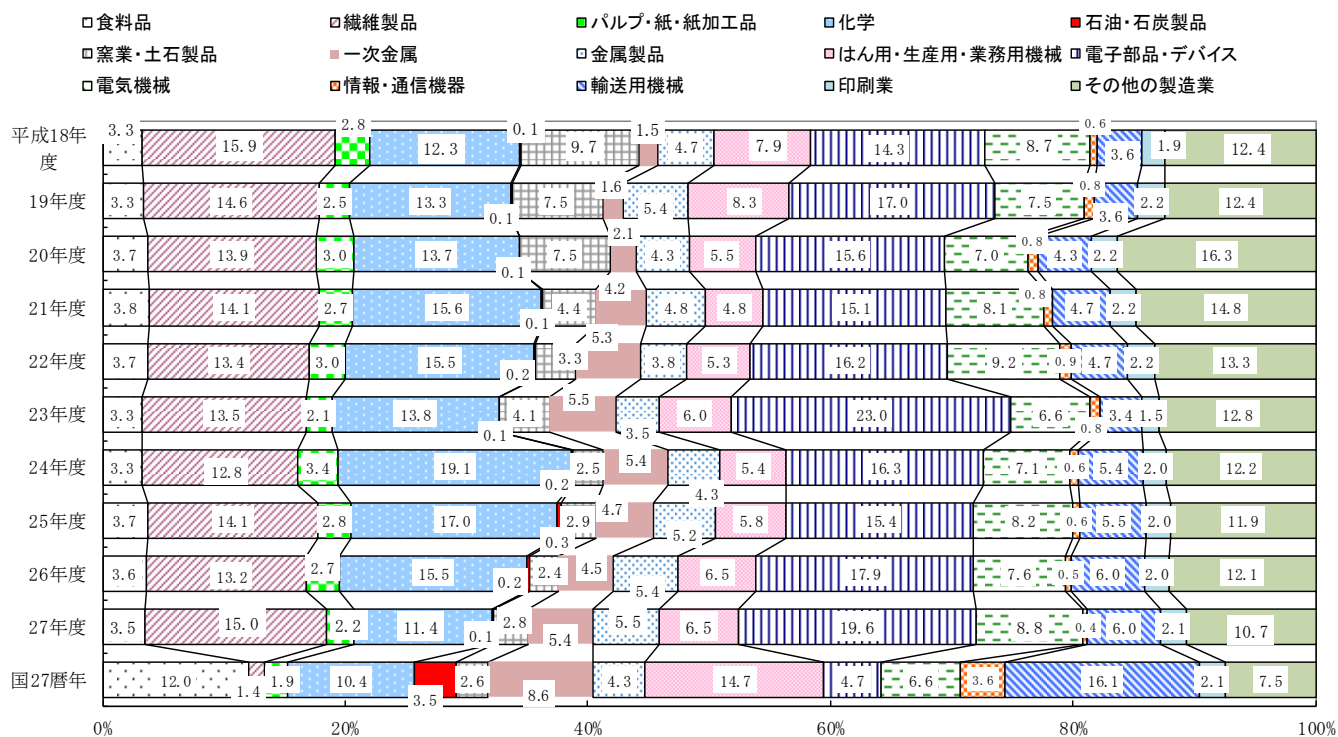 食料品 繊維製品 パルプ・紙・紙加工品 化学 石油・石炭製品
窯業・土石製品 一次金属 金属製品 はん用・生産用・業務用機械 電子部品・デバイス
電気機械 情報・通信機器 輸送用機械 印刷業 その他の製造業
平成18年度 3.3 15.9 2.8 12.3 0.1 9.7 1.5 4.7 7.9 14.3 8.7 0.6 3.6 1.9 12.4
19年度 3.3 14.6 2.5 13.3 0.1 7.5 1.6 5.4 8.3 17.0 7.5 0.8 3.6 2.2 12.4
20年度 3.7 13.9 3.0 13.7 0.1 7.5 2.1 4.3 5.5 15.6 7.0 0.8 4.3 2.2 16.3
21年度 3.8 14.1 2.7 15.6 0.1 4.4 4.2 4.8 4.8 15.1 8.1 0.8 4.7 2.2 14.8
22年度 3.7 13.4 3.0 15.5 0.2 3.3 5.3 3.8 5.3 16.2 9.2 0.9 4.7 2.2 13.3
23年度 3.3 13.5 2.1 13.8 0.1 4.1 5.5 3.5 6.0 23.0 6.6 0.8 3.4 1.5 12.8
24年度 3.3 12.8 3.4 19.1 0.2 2.5 5.4 4.3 5.4 16.3 7.1 0.6 5.4 2.0 12.2
25年度 3.7 14.1 2.8 17.0 0.3 2.9 4.7 5.2 5.8 15.4 8.2 0.6 5.5 2.0 11.9
26年度 3.6 13.2 2.7 15.5 0.2 2.4 4.5 5.4 6.5 17.9 7.6 0.5 6.0 2.0 12.1
27年度 3.5 15.0 2.2 11.4 0.1 2.8 5.4 5.5 6.5 19.6 8.8 0.4 6.0 2.1 10.7
国27暦年 12.0 1.4 1.9 10.4 3.5 2.6 8.6 4.3 14.7 4.7 6.6 3.6 16.1 2.1 7.5
0% 20% 40% 60% 80% 100%